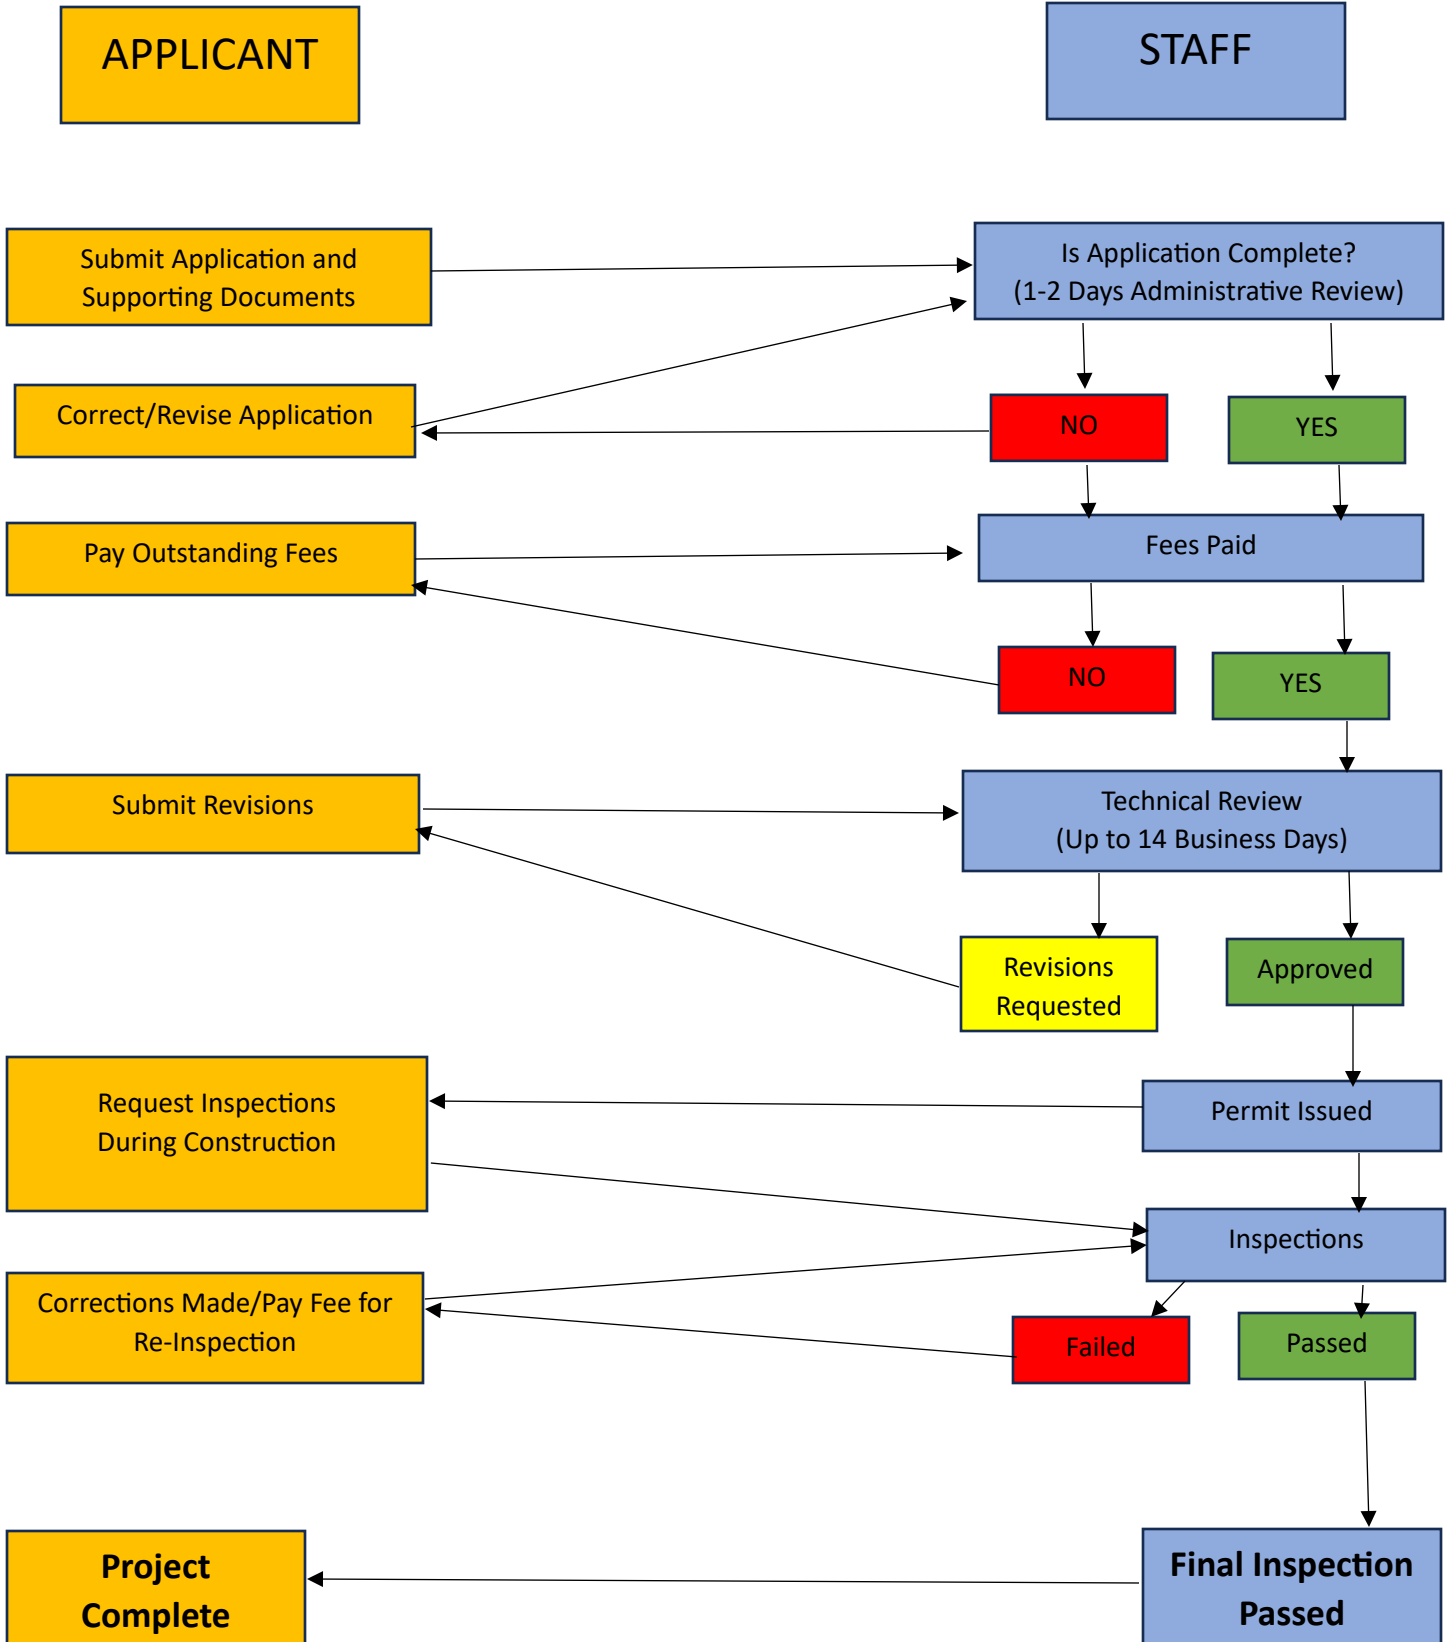 APPLICANT
STAFF
Submit Application and
Supporting Documents
Is Application Complete?
(1-2 Days Administrative Review)
Correct/Revise Application
NO
YES
Pay Outstanding Fees
Fees Paid
NO
YES
Submit Revisions
Technical Review
(Up to 14 Business Days)
Revisions
Requested
Approved
Request Inspections
During Construction
Permit Issued
Inspections
Corrections Made/Pay Fee for
Re-Inspection
Failed
Passed
Project
Complete
Final Inspection
Passed